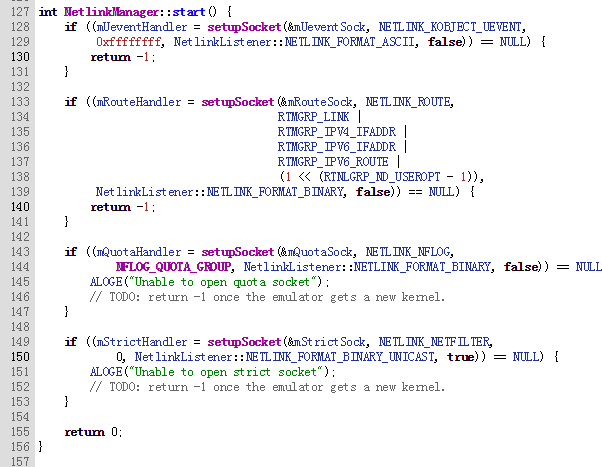 127 int NetlinkManager::start() {
128 if ((mUeventHandler = setupSocket(&mUeventSock, NETLINK_KOBJECT_UEVENT,
129 0xffffffff, NetlinkListener::NETLINK_FORMAT_ASCII, false)) == NULL) {
130 return -1;
131 }
132
133 if ((mRouteHandler = setupSocket(&mRouteSock, NETLINK_ROUTE,
134 RTMGRP_LINK |
135 RTMGRP_IPV4_IFADDR |
136 RTMGRP_IPV6_IFADDR |
137 RTMGRP_IPV6_ROUTE |
138 (1 << (RTNLGRP_ND_USEROPT - 1)),
139 NetlinkListener::NETLINK_FORMAT_BINARY, false)) == NULL) {
140 return -1;
141 }
142
143 if ((mQuotaHandler = setupSocket(&mQuotaSock, NETLINK_NFLOG,
144 NFLOG_QUOTA_GROUP, NetlinkListener::NETLINK_FORMAT_BINARY, false)) == NULL
145 ALOGE("Unable to open quota socket");
146 // TODO: return -1 once the emulator gets a new kernel.
147 }
148
149 if ((mStrictHandler = setupSocket(&mStrictSock, NETLINK_NETFILTER,
150 0, NetlinkListener::NETLINK_FORMAT_BINARY_UNICAST, true)) == NULL) {
151 ALOGE("Unable to open strict socket");
152 // TODO: return -1 once the emulator gets a new kernel.
153 }
154
155 return 0;
156 }
157